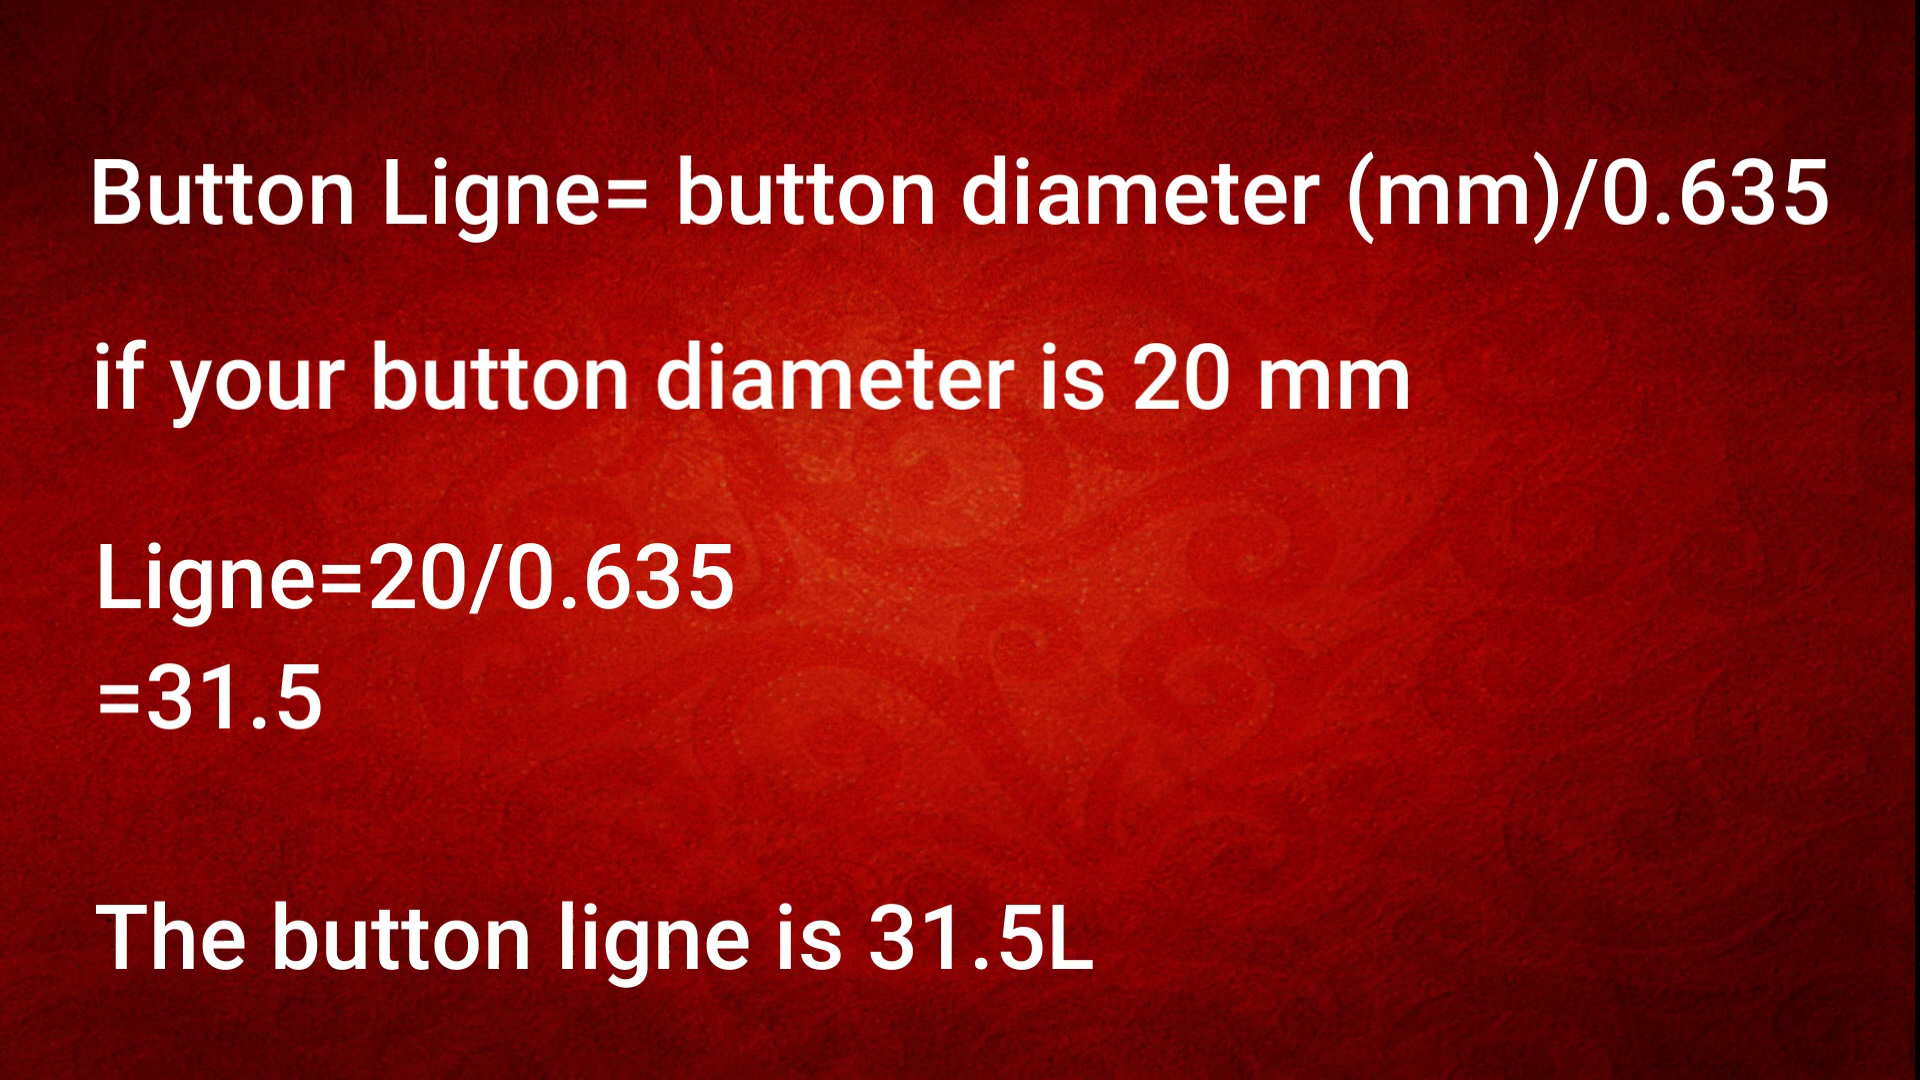 Button Ligne= button diameter (mm)/0.635
if your button diameter is 20 mm
Ligne=20/0.635
=31.5
The button ligne is 31.5L